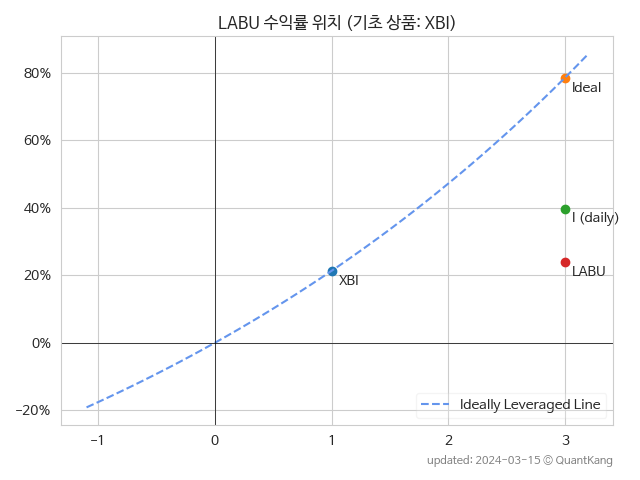 LABU 수익률 위치 (기초 상품: XBI)
80%
60%
40%
20%
0%
−20%
Ideal
I (daily)
LABU
XBI
Ideally Leveraged Line
−1
0
1
2
3
updated: 2024-03-15 © QuantKang